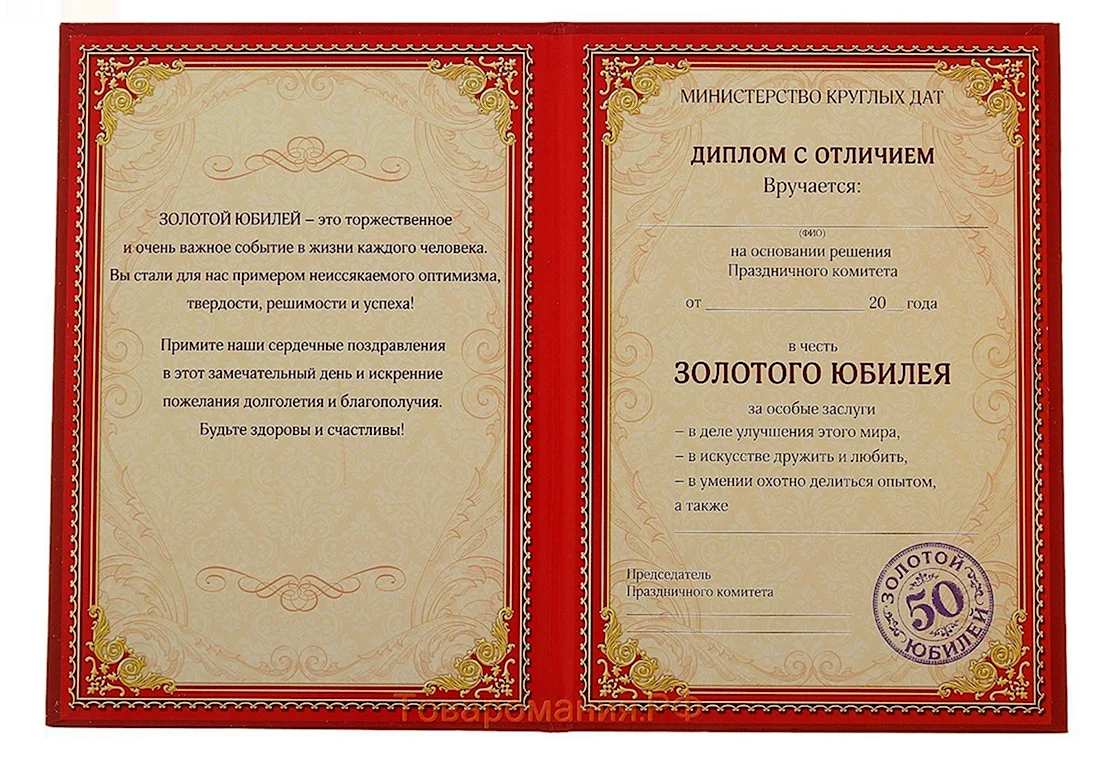 ЗОЛОТОЙ ЮБИЛЕЙ – это торжественное
и очень важное событие в жизни каждого человека.
Вы стали для нас примером неиссякаемого оптимизма,
твердости, решимости и успеха!
Примите наши сердечные поздравления
в этот замечательный день и искренние
пожелания долголетия и благополучия.
Будьте здоровы и счастливы!
МИНИСТЕРСТВО КРУГЛЫХ ДАТ
ДИПЛОМ С ОТЛИЧИЕМ
Вручается:
(ФИО)
на основании решения
Праздничного комитета
от ____________________ 20__ года
в честь
ЗОЛОТОГО ЮБИЛЕЯ
за особые заслуги
– в деле улучшения этого мира,
– в искусстве дружить и любить,
– в умении охотно делиться опытом,
а также
Председатель
Праздничного комитета
ЗОЛОТОЙ
50
ЮБИЛЕЙ
Товаромания.РФ